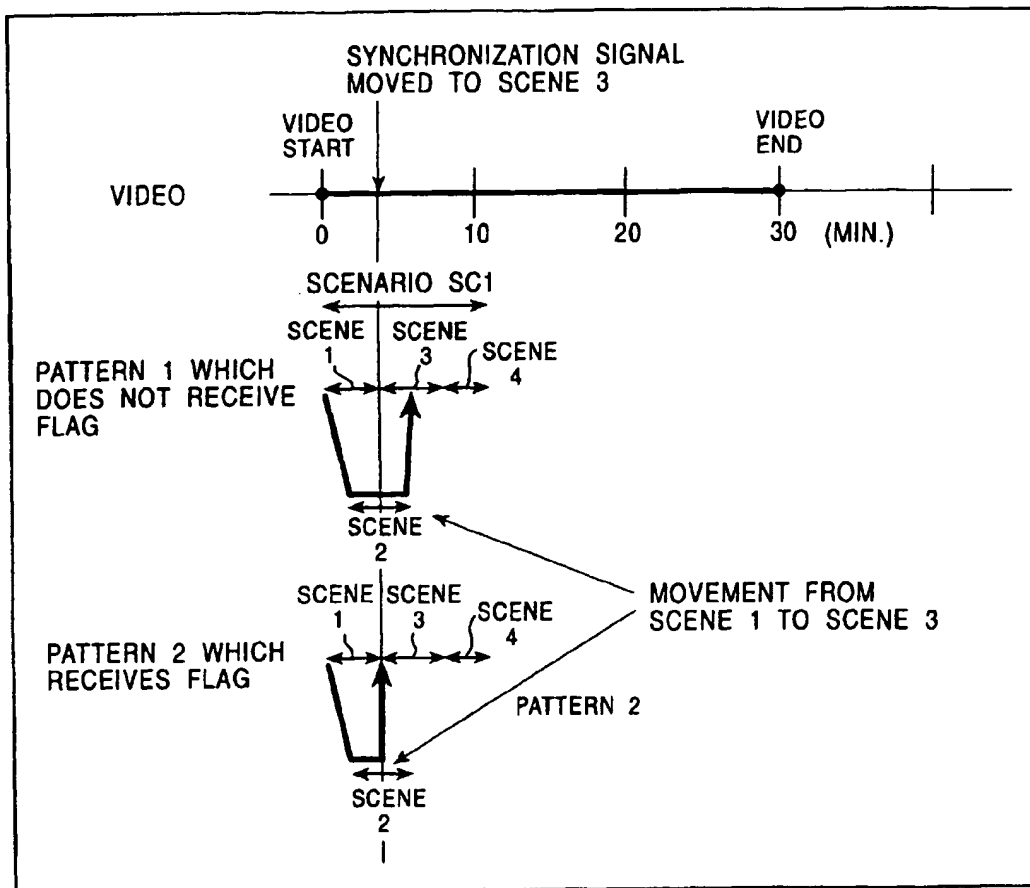 SYNCHRONIZATION SIGNAL
MOVED TO SCENE 3
VIDEO
START
VIDEO
END
VIDEO
0
10
20
30
(MIN.)
SCENARIO SC1
SCENE
1
SCENE
3
SCENE
4
PATTERN 1 WHICH
DOES NOT RECEIVE
FLAG
SCENE
2
MOVEMENT FROM
SCENE 1 TO SCENE 3
SCENE
1
SCENE
3
SCENE
4
PATTERN 2 WHICH
RECEIVES FLAG
PATTERN 2
SCENE
2